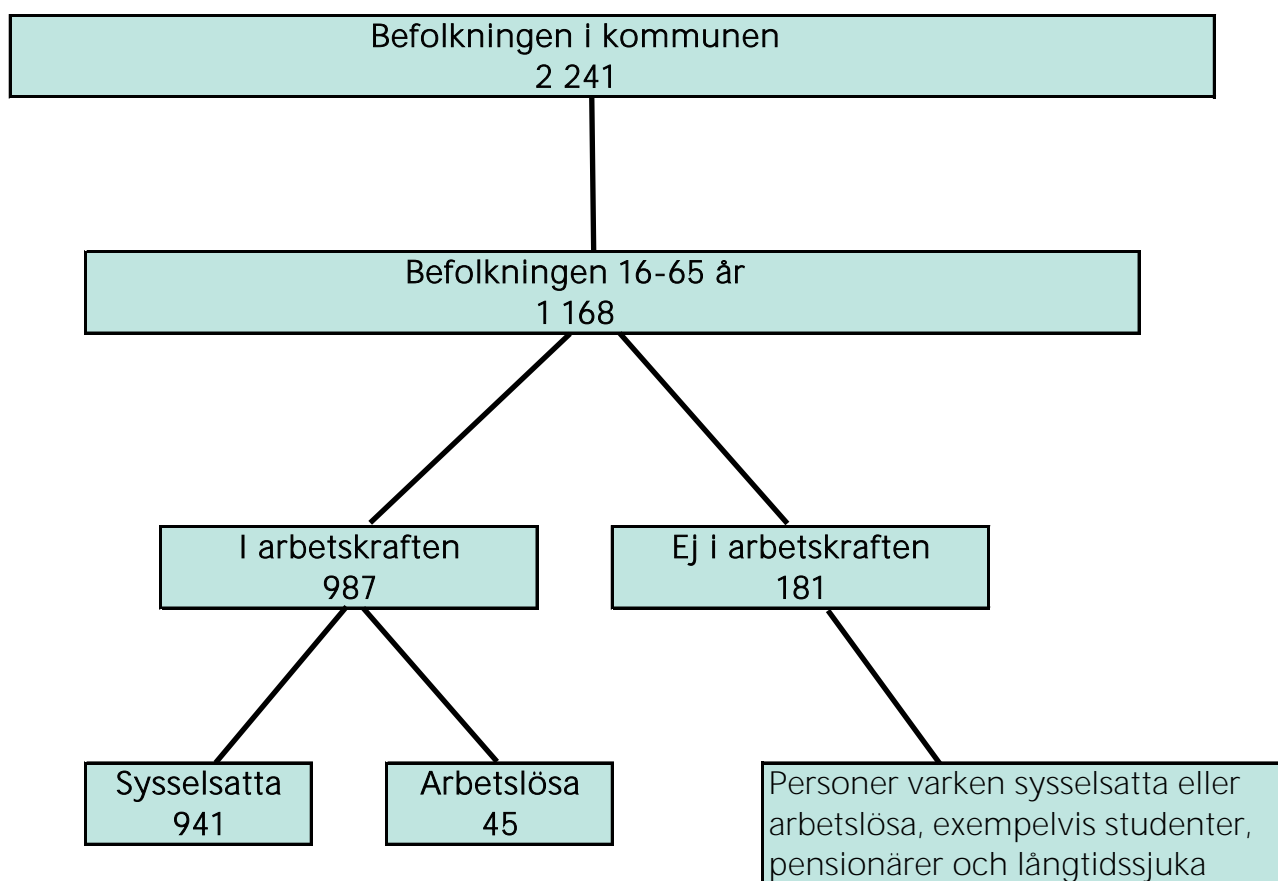 Befolkningen i kommunen
2 241
Befolkningen 16-65 år
1 168
I arbetskraften
987
Ej i arbetskraften
181
Sysselsatta
941
Arbetslösa
45
Personer varken sysselsatta eller
arbetslösa, exempelvis studenter,
pensionärer och långtidssjuka